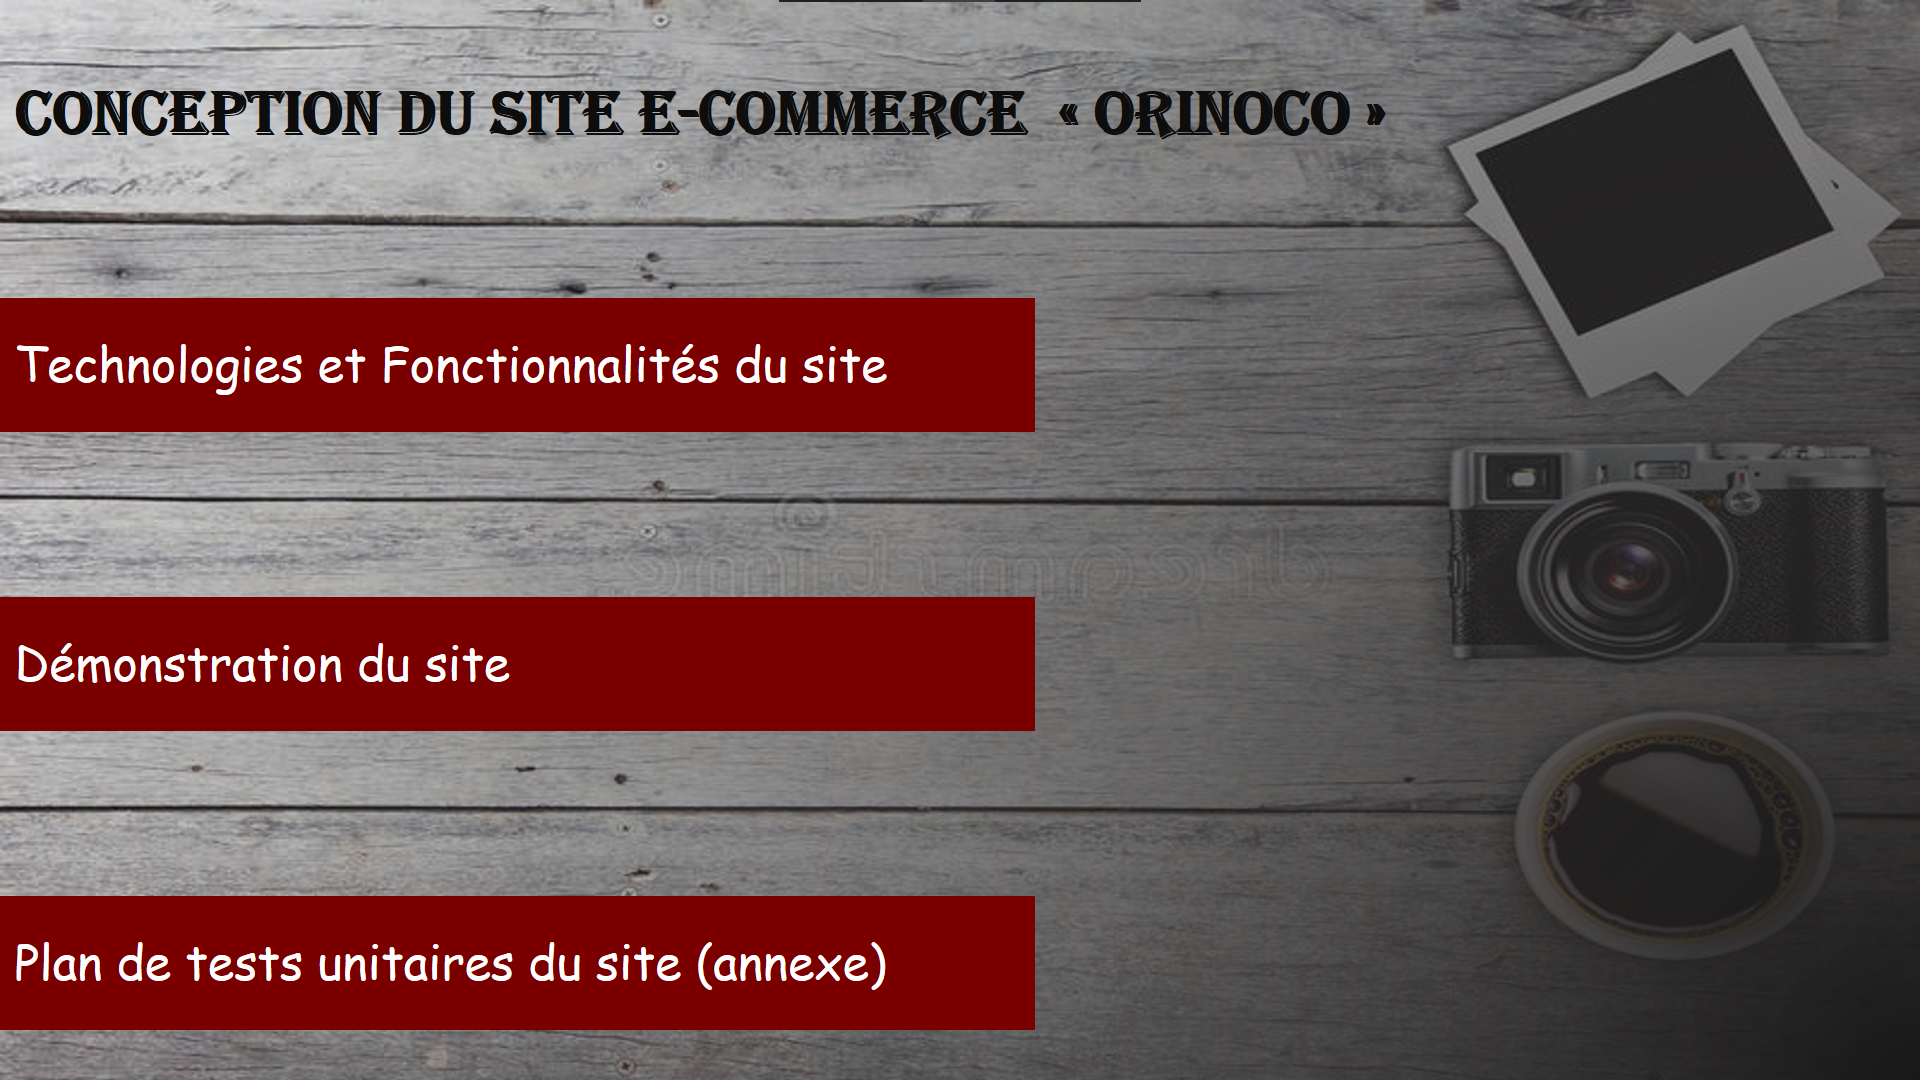 CONCEPTION DU SITE E-COMMERCE « ORINOCO »
Technologies et Fonctionnalités du site
Démonstration du site
Plan de tests unitaires du site (annexe)